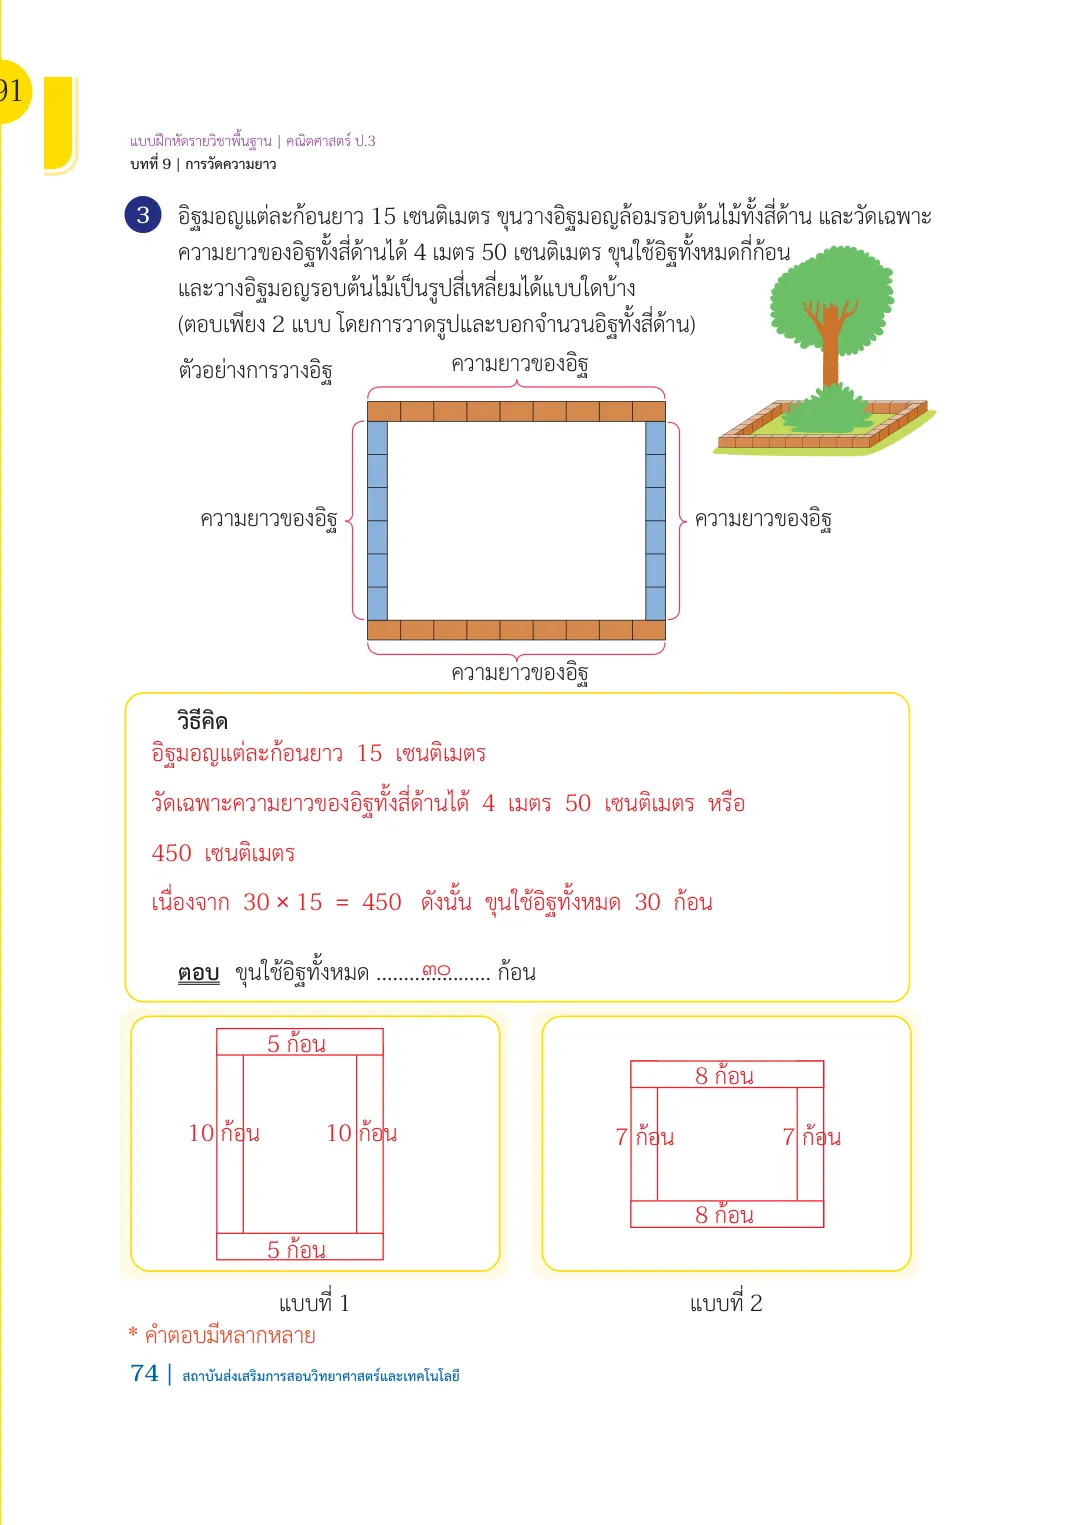 91
แบบฝึกหัดรายวิชาพื้นฐาน | คณิตศาสตร์ ป.3
บทที่ 9 | การวัดความยาว
3 อิฐมอญแต่ละก้อนยาว 15 เซนติเมตร ขุนวางอิฐมอญล้อมรอบต้นไม้ทั้งสี่ด้าน และวัดเฉพาะ
ความยาวของอิฐทั้งสี่ด้านได้ 4 เมตร 50 เซนติเมตร ขุนใช้อิฐทั้งหมดกี่ก้อน
และวางอิฐมอญรอบต้นไม้เป็นรูปสี่เหลี่ยมได้แบบใดบ้าง
(ตอบเพียง 2 แบบ โดยการวาดรูปและบอกจำนวนอิฐทั้งสี่ด้าน)
ตัวอย่างการวางอิฐ
ความยาวของอิฐ
ความยาวของอิฐ
ความยาวของอิฐ
ความยาวของอิฐ
วิธีคิด
อิฐมอญแต่ละก้อนยาว 15 เซนติเมตร
วัดเฉพาะความยาวของอิฐทั้งสี่ด้านได้ 4 เมตร 50 เซนติเมตร หรือ
450 เซนติเมตร
เนื่องจาก 30 × 15 = 450 ดังนั้น ขุนใช้อิฐทั้งหมด 30 ก้อน
ตอบ ขุนใช้อิฐทั้งหมด ........๓๐........ ก้อน
5 ก้อน
10 ก้อน 10 ก้อน
5 ก้อน
8 ก้อน
7 ก้อน 7 ก้อน
8 ก้อน
แบบที่ 1
แบบที่ 2
* คำตอบมีหลากหลาย
74 | สถาบันส่งเสริมการสอนวิทยาศาสตร์และเทคโนโลยี